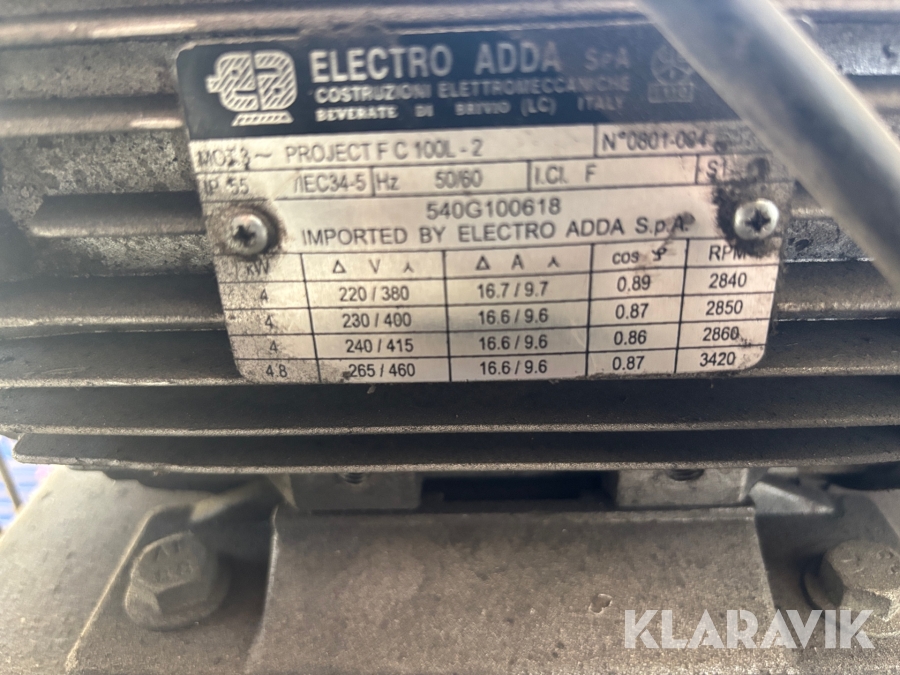 ELECTRO ADDA SpA
COSTRUZIONI ELETTROMECCANICHE
BEVERATE DI BRIVIO (LC) ITALY
MOT 3~ PROJECT F C 100L - 2 N°0801-094
IP 55 /IEC34-5 Hz 50/60 I.Cl. F S1
540G100618
IMPORTED BY ELECTRO ADDA S.p.A.
kW Δ V ⅄ Δ A ⅄ cos φ RPM
4 220 / 380 16.7 / 9.7 0.89 2840
4 230 / 400 16.6 / 9.6 0.87 2850
4 240 / 415 16.6 / 9.6 0.86 2860
4.8 265 / 460 16.6 / 9.6 0.87 3420
KLARAVIK